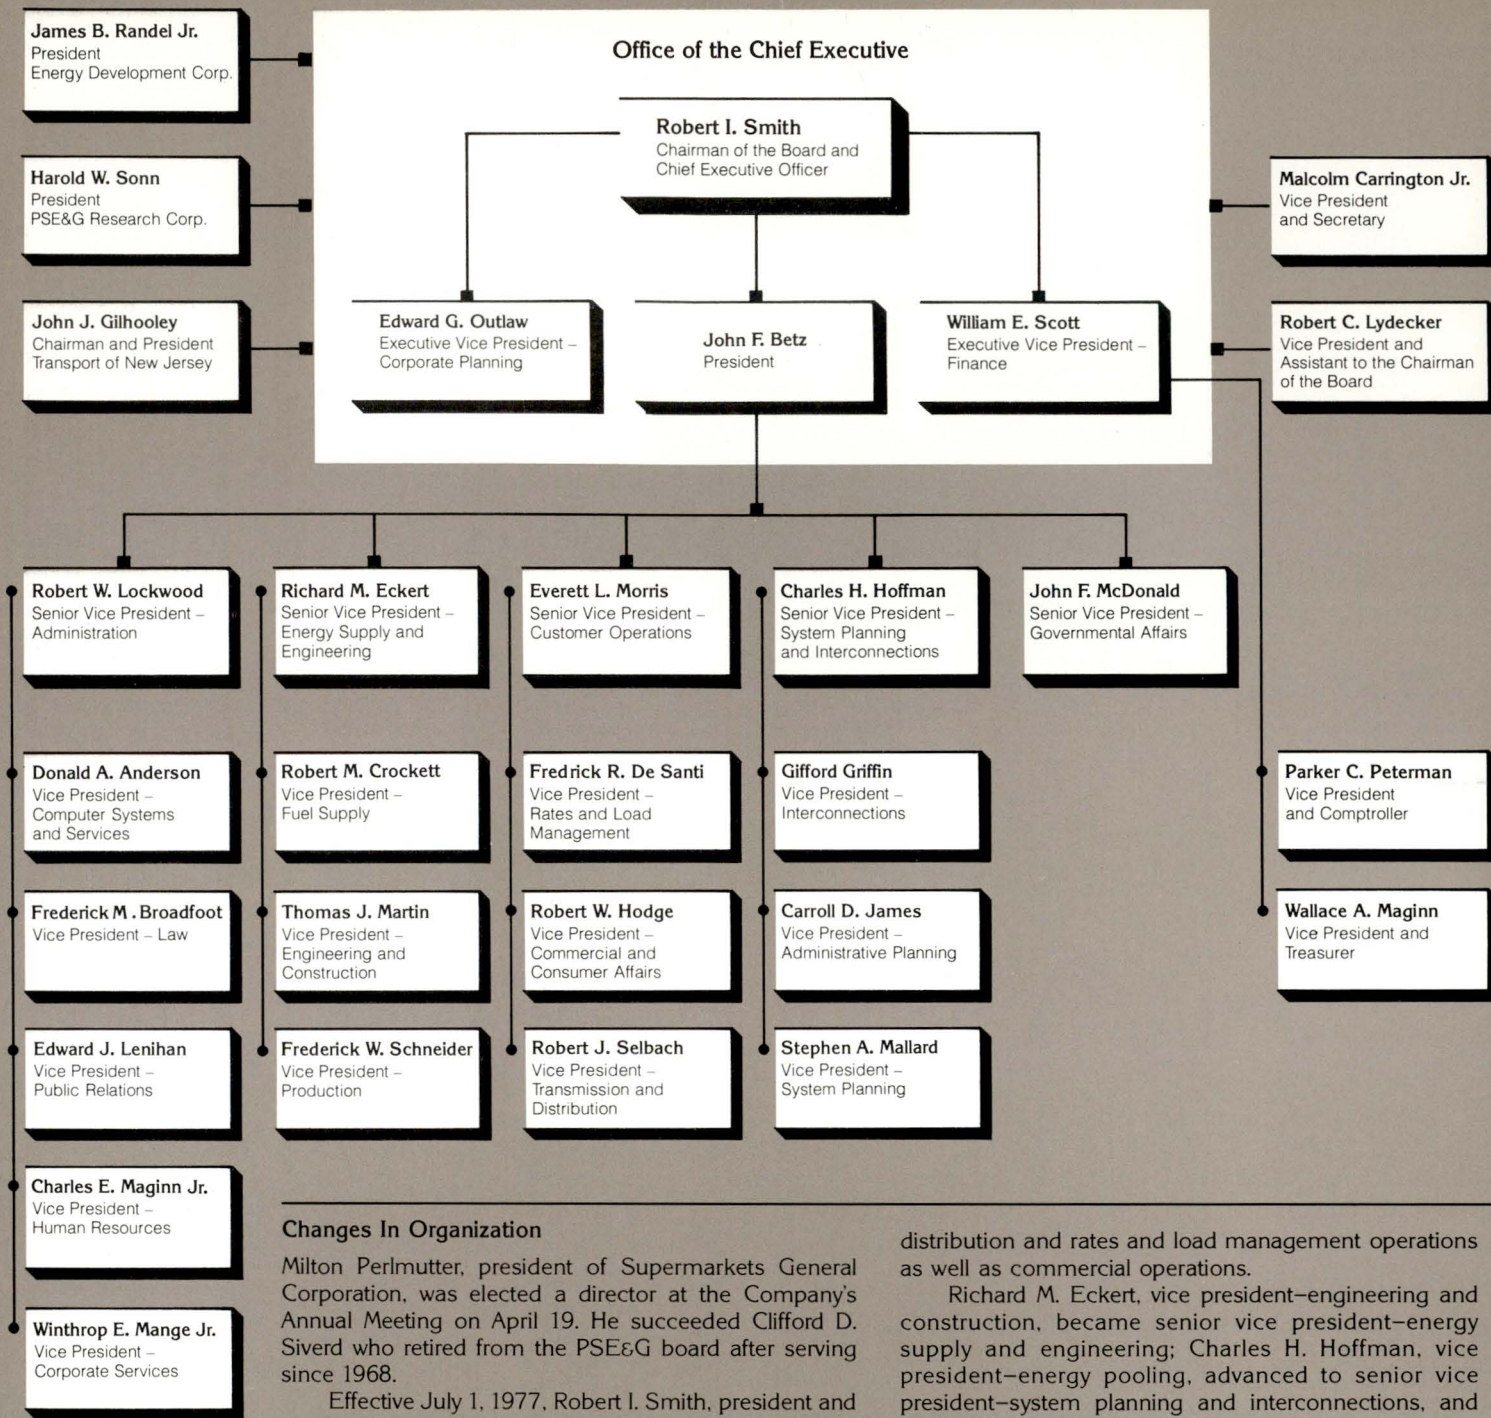 James B. Randel Jr.
President
Energy Development Corp.
Harold W. Sonn
President
PSE&G Research Corp.
John J. Gilhooley
Chairman and President
Transport of New Jersey
Office of the Chief Executive
Robert I. Smith
Chairman of the Board and
Chief Executive Officer
Edward G. Outlaw
Executive Vice President –
Corporate Planning
John F. Betz
President
William E. Scott
Executive Vice President –
Finance
Malcolm Carrington Jr.
Vice President
and Secretary
Robert C. Lydecker
Vice President and
Assistant to the Chairman
of the Board
Robert W. Lockwood
Senior Vice President –
Administration
Richard M. Eckert
Senior Vice President –
Energy Supply and
Engineering
Everett L. Morris
Senior Vice President –
Customer Operations
Charles H. Hoffman
Senior Vice President –
System Planning
and Interconnections
John F. McDonald
Senior Vice President –
Governmental Affairs
Donald A. Anderson
Vice President –
Computer Systems
and Services
Robert M. Crockett
Vice President –
Fuel Supply
Fredrick R. De Santi
Vice President –
Rates and Load
Management
Gifford Griffin
Vice President –
Interconnections
Parker C. Peterman
Vice President
and Comptroller
Frederick M. Broadfoot
Vice President – Law
Thomas J. Martin
Vice President –
Engineering and
Construction
Robert W. Hodge
Vice President –
Commercial and
Consumer Affairs
Carroll D. James
Vice President –
Administrative Planning
Wallace A. Maginn
Vice President and
Treasurer
Edward J. Lenihan
Vice President –
Public Relations
Frederick W. Schneider
Vice President –
Production
Robert J. Selbach
Vice President –
Transmission and
Distribution
Stephen A. Mallard
Vice President –
System Planning
Charles E. Maginn Jr.
Vice President –
Human Resources
Winthrop E. Mange Jr.
Vice President –
Corporate Services
Changes In Organization
Milton Perlmutter, president of Supermarkets General
Corporation, was elected a director at the Company's
Annual Meeting on April 19. He succeeded Clifford D.
Siverd who retired from the PSE&G board after serving
since 1968.
Effective July 1, 1977, Robert I. Smith, president and
distribution and rates and load management operations
as well as commercial operations.
Richard M. Eckert, vice president–engineering and
construction, became senior vice president–energy
supply and engineering; Charles H. Hoffman, vice
president–energy pooling, advanced to senior vice
president–system planning and interconnections, and